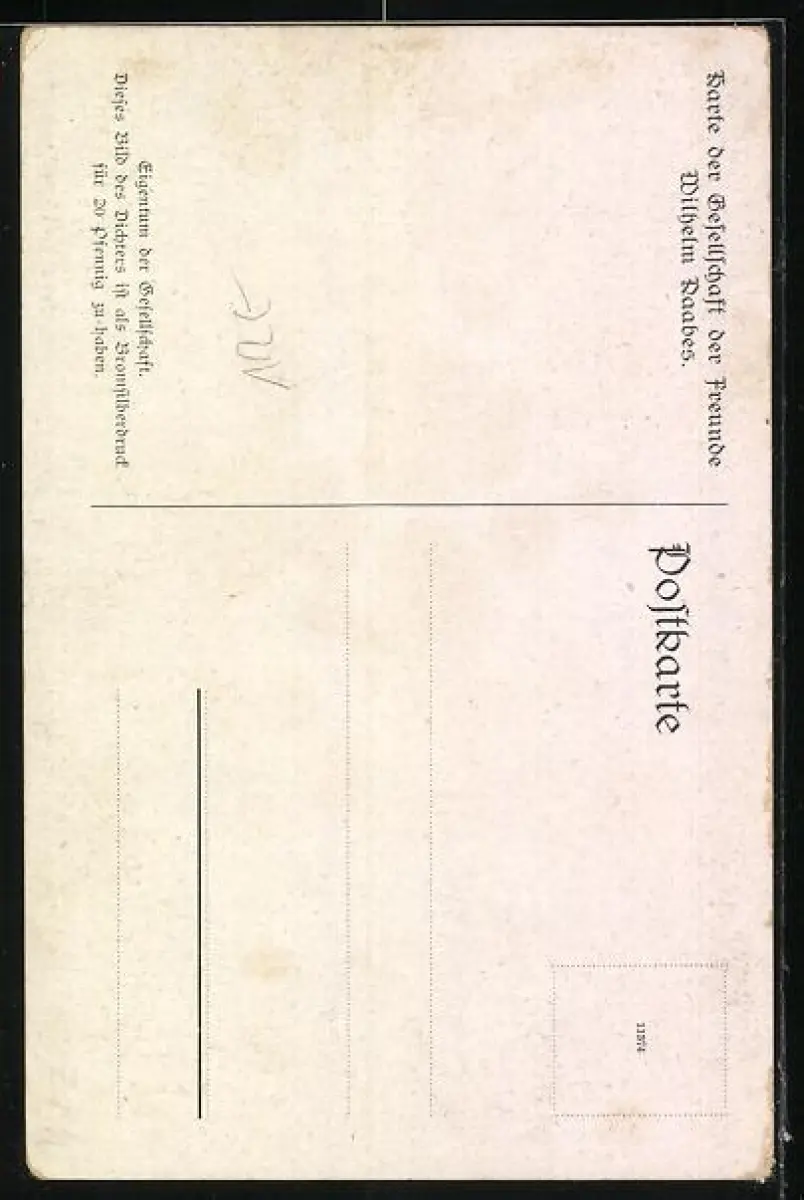 Karte der Gesellschaft der Freunde
Wilhelm Raabes.
Postkarte
11574
Eigentum der Gesellschaft.
Dieses Bild des Dichters ist als Bromsilberdruck
für 20 Pfennig zu haben.